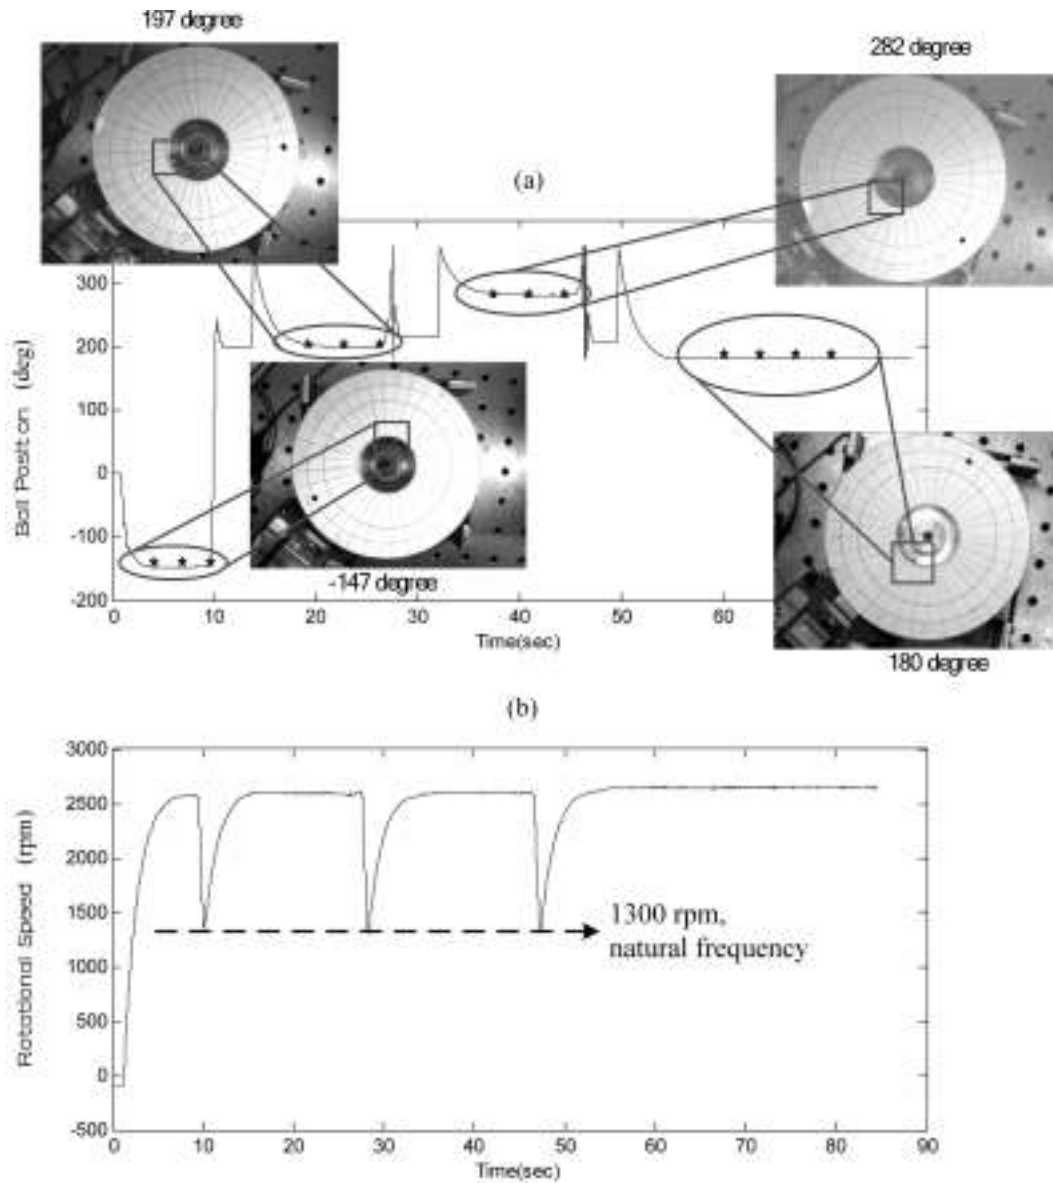 197 degree
282 degree
(a)
300
200
100
0
-100
-200
Ball Position (deg)
0
10
20
30
40
50
60
Time(sec)
-147 degree
180 degree
(b)
3000
2500
2000
1500
1000
500
0
-500
Rotational Speed (rpm)
1300 rpm,
natural frequency
0
10
20
30
40
50
60
70
80
90
Time(sec)